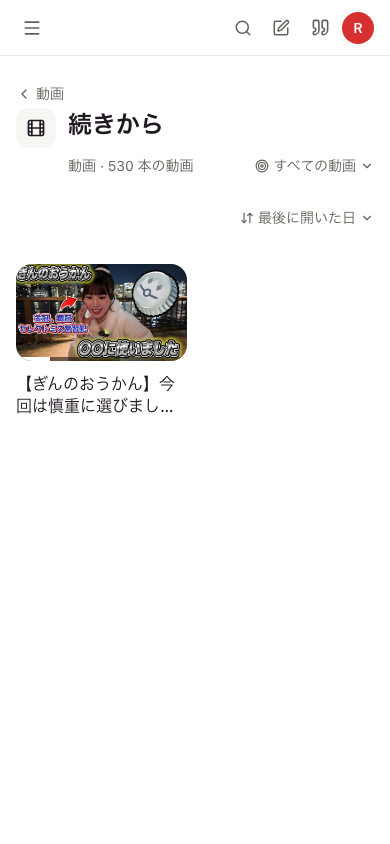 R
動画
続きから
動画 · 530 本の動画
すべての動画
最後に開いた日
ぎんのおうかん
〇〇に使いました
【ぎんのおうかん】今
回は慎重に選びまし...